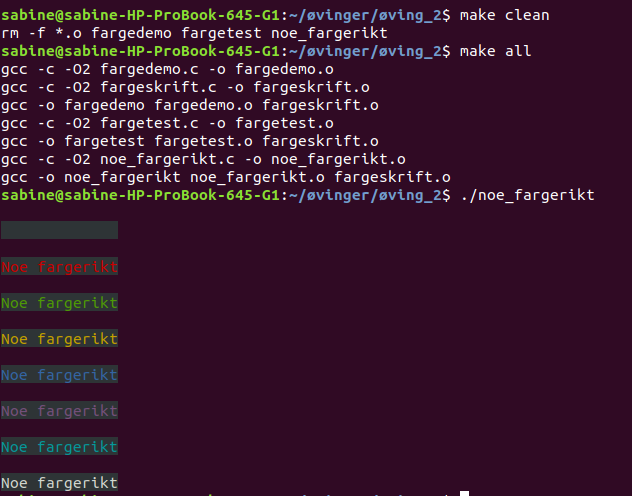 sabine@sabine-HP-ProBook-645-G1:~/øvinger/øving_2$ make clean
rm -f *.o fargedemo fargetest noe_fargerikt
sabine@sabine-HP-ProBook-645-G1:~/øvinger/øving_2$ make all
gcc -c -O2 fargedemo.c -o fargedemo.o
gcc -c -O2 fargeskrift.c -o fargeskrift.o
gcc -o fargedemo fargedemo.o fargeskrift.o
gcc -c -O2 fargetest.c -o fargetest.o
gcc -o fargetest fargetest.o fargeskrift.o
gcc -c -O2 noe_fargerikt.c -o noe_fargerikt.o
gcc -o noe_fargerikt noe_fargerikt.o fargeskrift.o
sabine@sabine-HP-ProBook-645-G1:~/øvinger/øving_2$ ./noe_fargerikt
Noe fargerikt
Noe fargerikt
Noe fargerikt
Noe fargerikt
Noe fargerikt
Noe fargerikt
Noe fargerikt